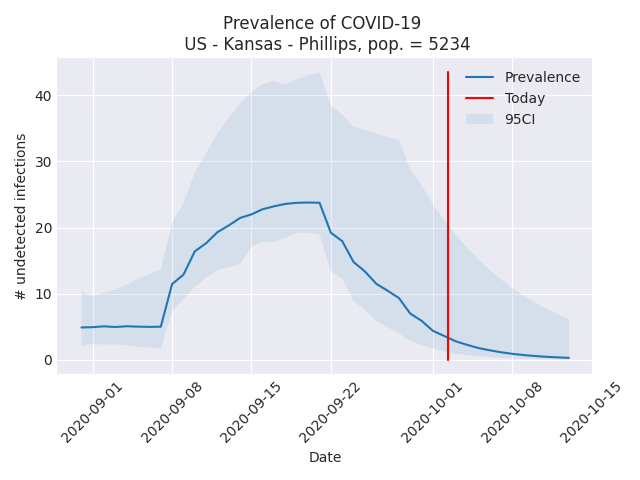 Prevalence of COVID-19
US - Kansas - Phillips, pop. = 5234
Prevalence
Today
95CI
# undetected infections
40
30
20
10
0
2020-09-01
2020-09-08
2020-09-15
2020-09-22
2020-10-01
2020-10-08
2020-10-15
Date